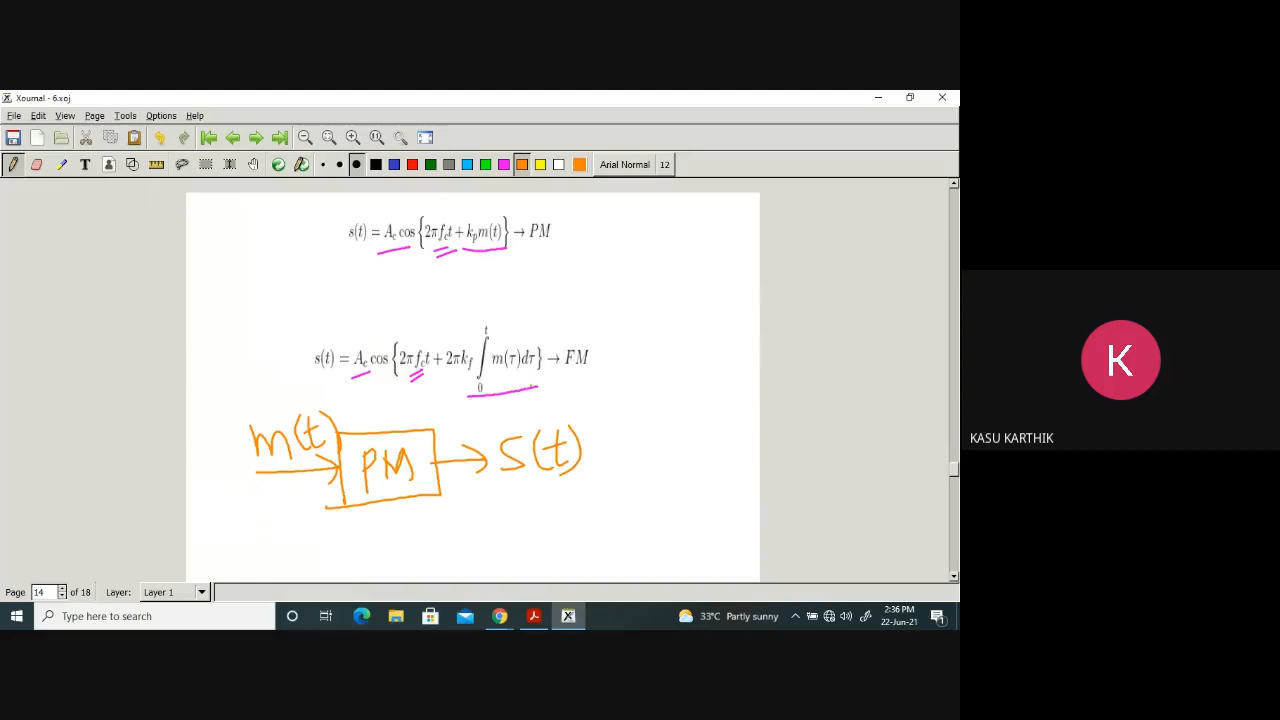 Xournal - 6.xoj
File Edit View Page Tools Options Help
Arial Normal 12
s(t) = A_c cos {2πf_ct + k_pm(t)} → PM
s(t) = A_c cos {2πf_ct + 2πk_f ∫_0^t m(τ)dτ} → FM
m(t) PM → S(t)
KASU KARTHIK
K
Page 14 of 18 Layer: Layer 1
Type here to search
33°C Partly sunny
2:36 PM
22-Jun-21
1